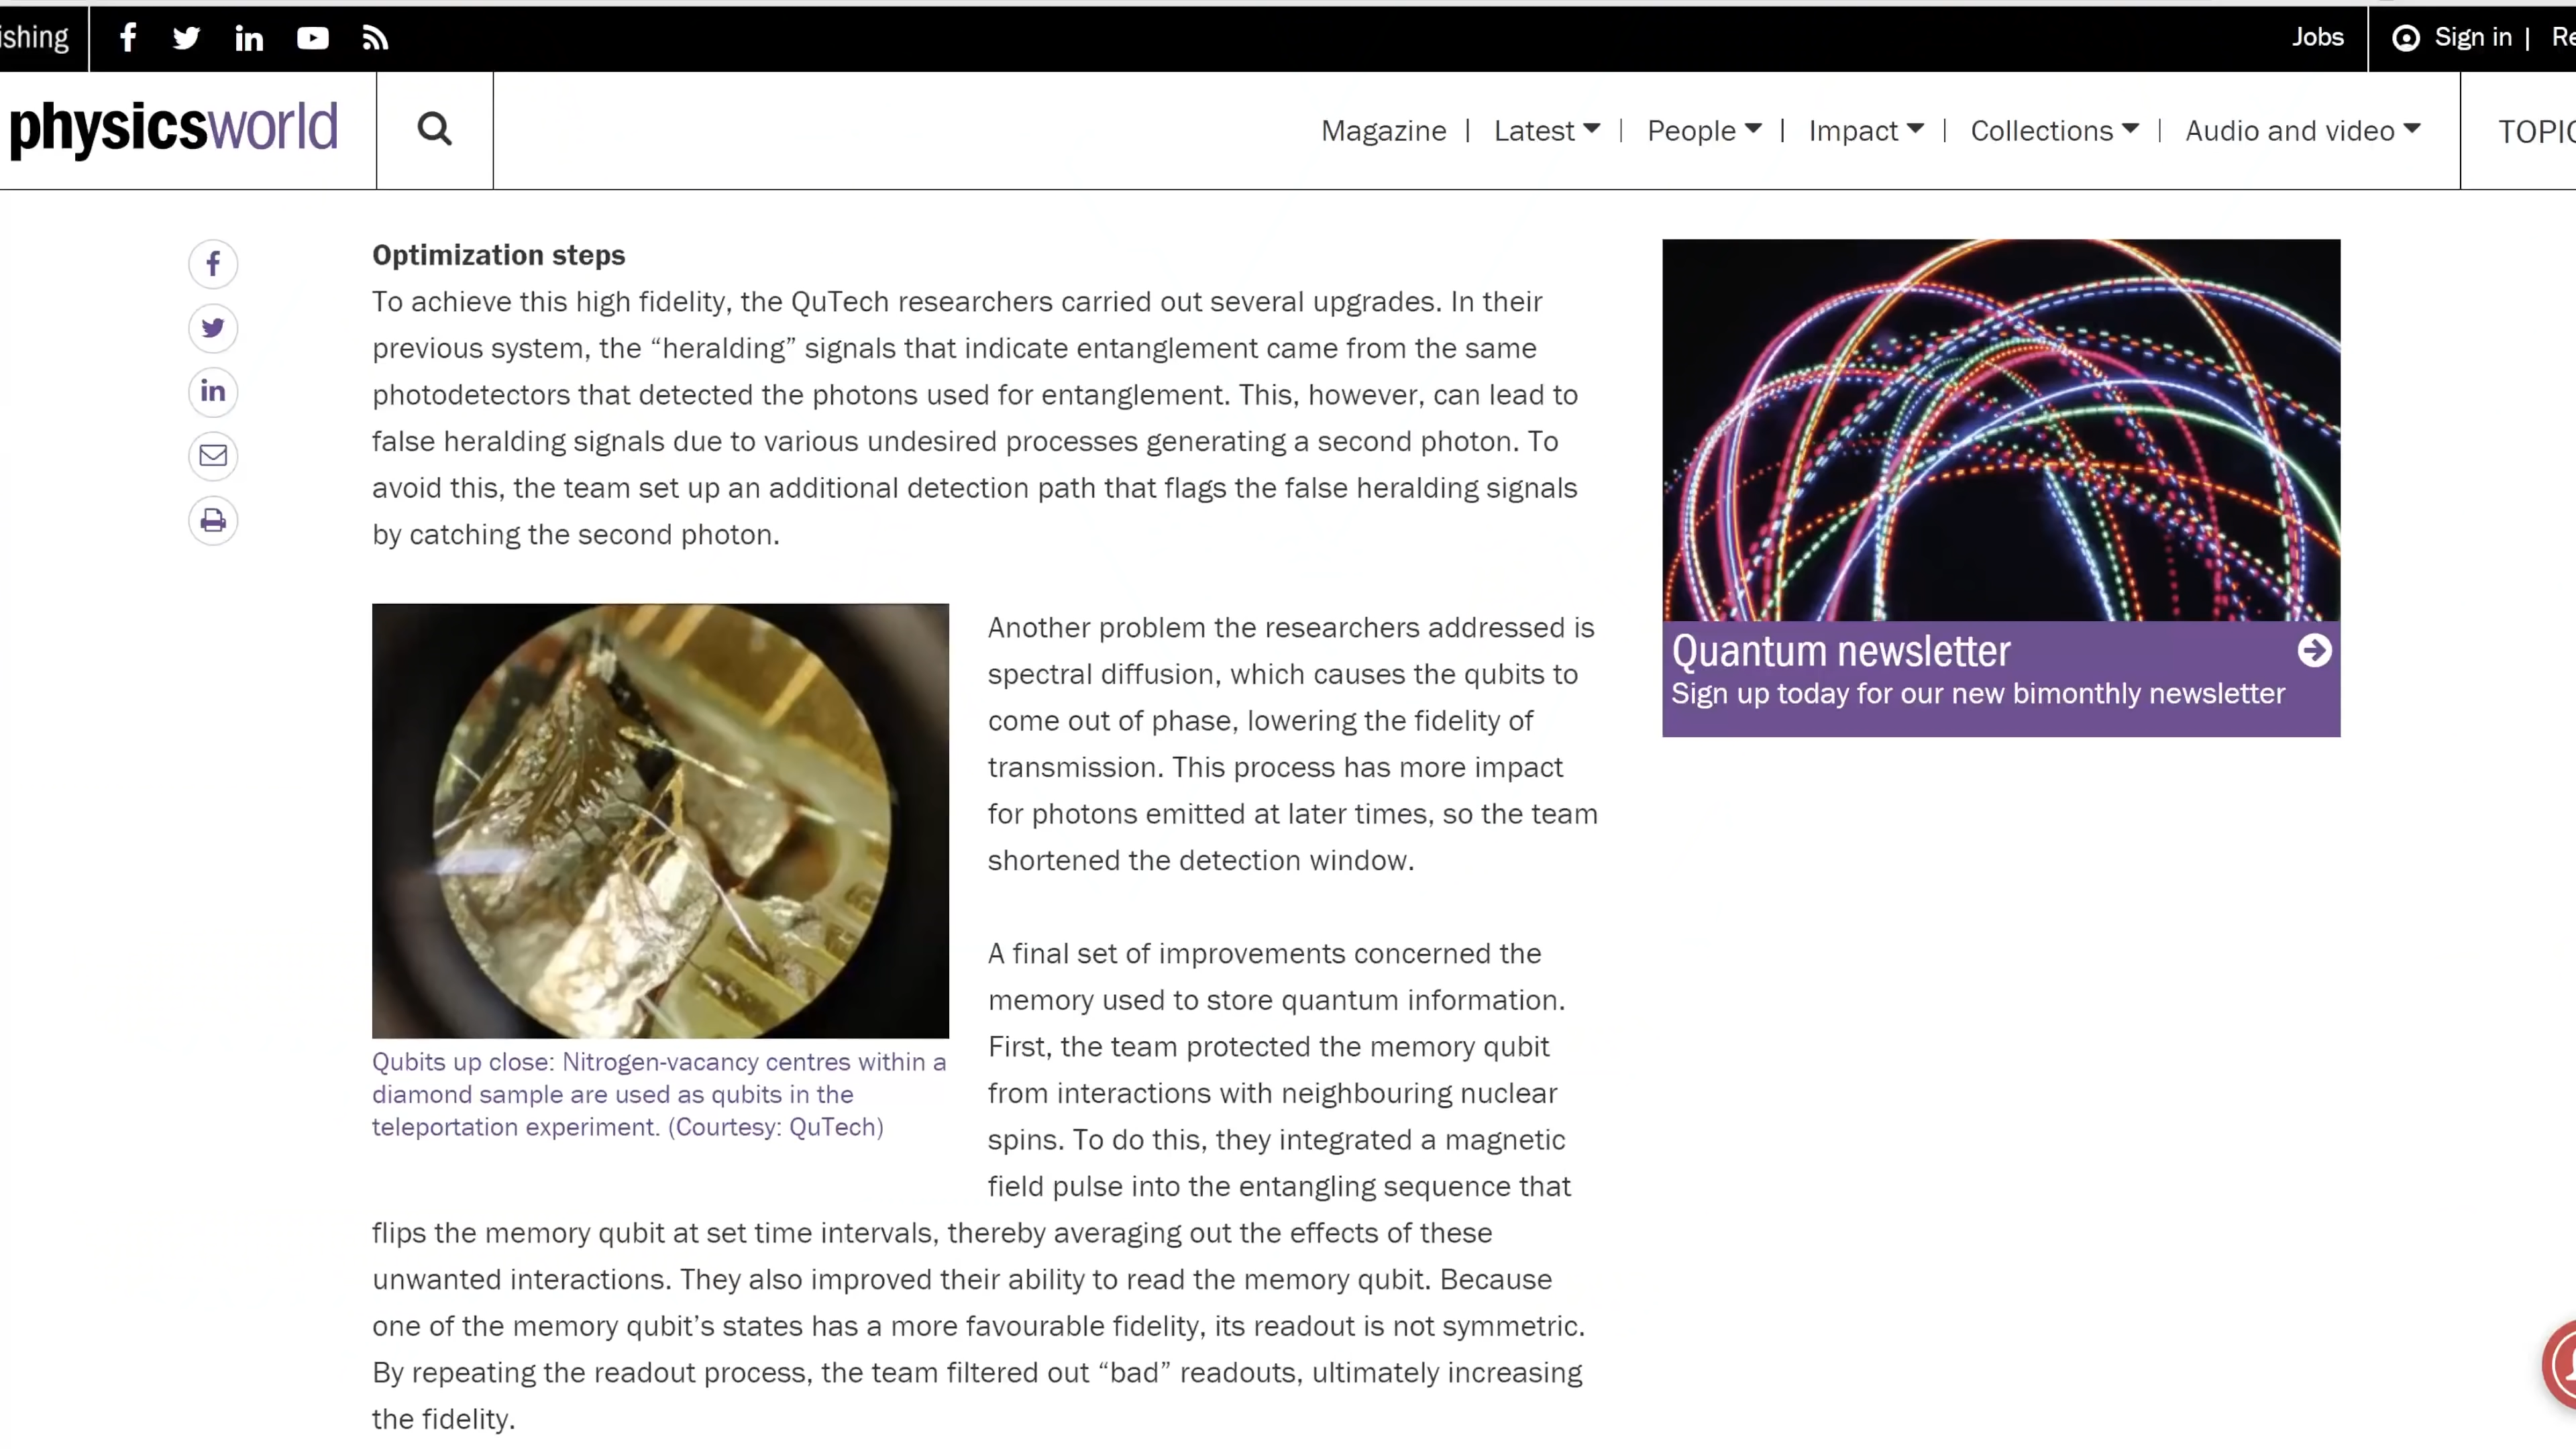 ishing
Jobs
Sign in | Re
physicsworld
Magazine | Latest | People | Impact | Collections | Audio and video
TOPIC
Optimization steps
To achieve this high fidelity, the QuTech researchers carried out several upgrades. In their
previous system, the “heralding” signals that indicate entanglement came from the same
photodetectors that detected the photons used for entanglement. This, however, can lead to
false heralding signals due to various undesired processes generating a second photon. To
avoid this, the team set up an additional detection path that flags the false heralding signals
by catching the second photon.
Another problem the researchers addressed is
spectral diffusion, which causes the qubits to
come out of phase, lowering the fidelity of
transmission. This process has more impact
for photons emitted at later times, so the team
shortened the detection window.
A final set of improvements concerned the
memory used to store quantum information.
First, the team protected the memory qubit
from interactions with neighbouring nuclear
spins. To do this, they integrated a magnetic
field pulse into the entangling sequence that
flips the memory qubit at set time intervals, thereby averaging out the effects of these
unwanted interactions. They also improved their ability to read the memory qubit. Because
one of the memory qubit’s states has a more favourable fidelity, its readout is not symmetric.
By repeating the readout process, the team filtered out “bad” readouts, ultimately increasing
the fidelity.
Qubits up close: Nitrogen-vacancy centres within a
diamond sample are used as qubits in the
teleportation experiment. (Courtesy: QuTech)
Quantum newsletter
Sign up today for our new bimonthly newsletter